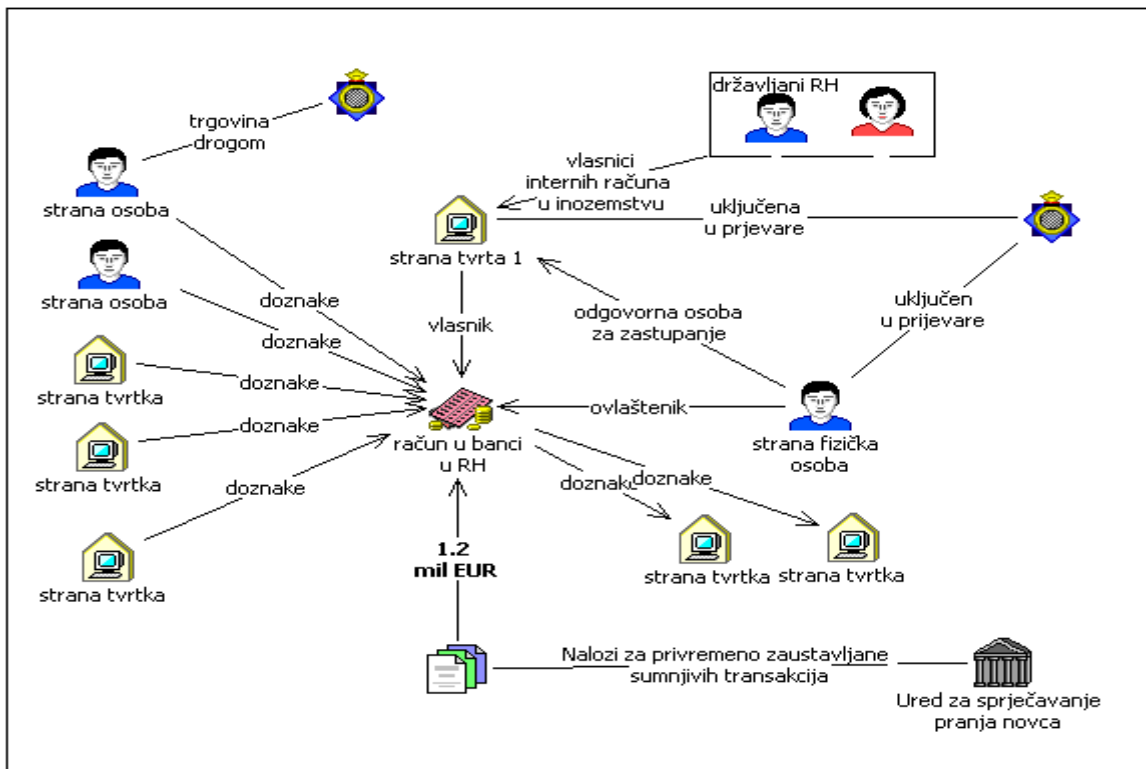 državljani RH
trgovina
drogom
strana osoba
vlasnici
internih računa
u inozemstvu
uključena
u prjevare
strana tvrta 1
strana osoba
doznake
vlasnik
odgovorna osoba
za zastupanje
uključen
u prijevare
doznake
strana tvrtka
doznake
doznake
ovlaštenik
račun u banci
u RH
strana fizička
osoba
strana tvrtka
doznake
doznake
doznake
1.2
mil EUR
strana tvrtka
strana tvrtka
strana tvrtka
Nalozi za privremeno zaustavljane
sumnjivih transakcija
Ured za sprječavanje
pranja novca